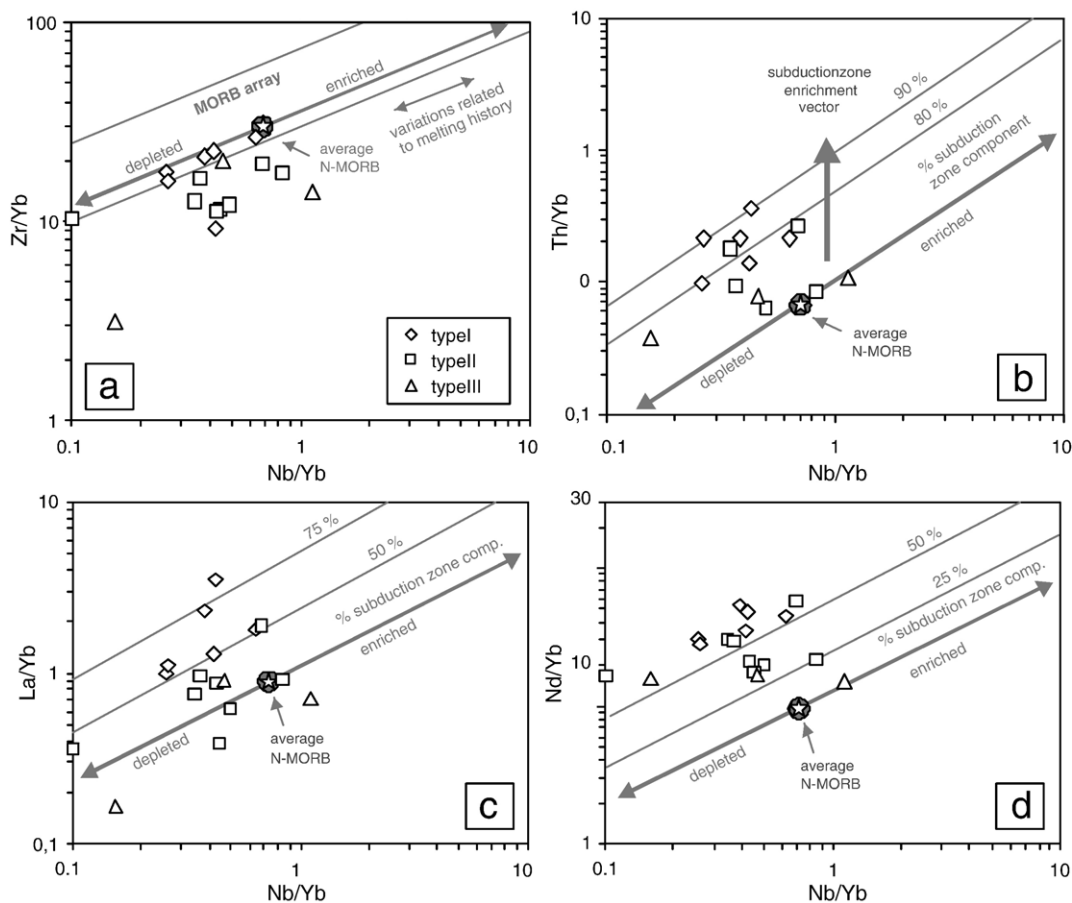 100
10
1
Zr/Yb
MORB array
enriched
depleted
variations related
to melting history
average
N-MORB
typeI
typeII
typeIII
a
0.1
1
10
Nb/Yb
10
1
0
0,1
Th/Yb
subductionzone
enrichment
vector
90 %
80 %
% subduction
zone component
enriched
depleted
average
N-MORB
b
0.1
1
10
Nb/Yb
10
1
0,1
La/Yb
75 %
50 %
% subduction zone comp.
enriched
depleted
average
N-MORB
c
0.1
1
10
Nb/Yb
30
10
1
Nd/Yb
50 %
25 %
% subduction zone comp.
enriched
depleted
average
N-MORB
d
0.1
1
10
Nb/Yb